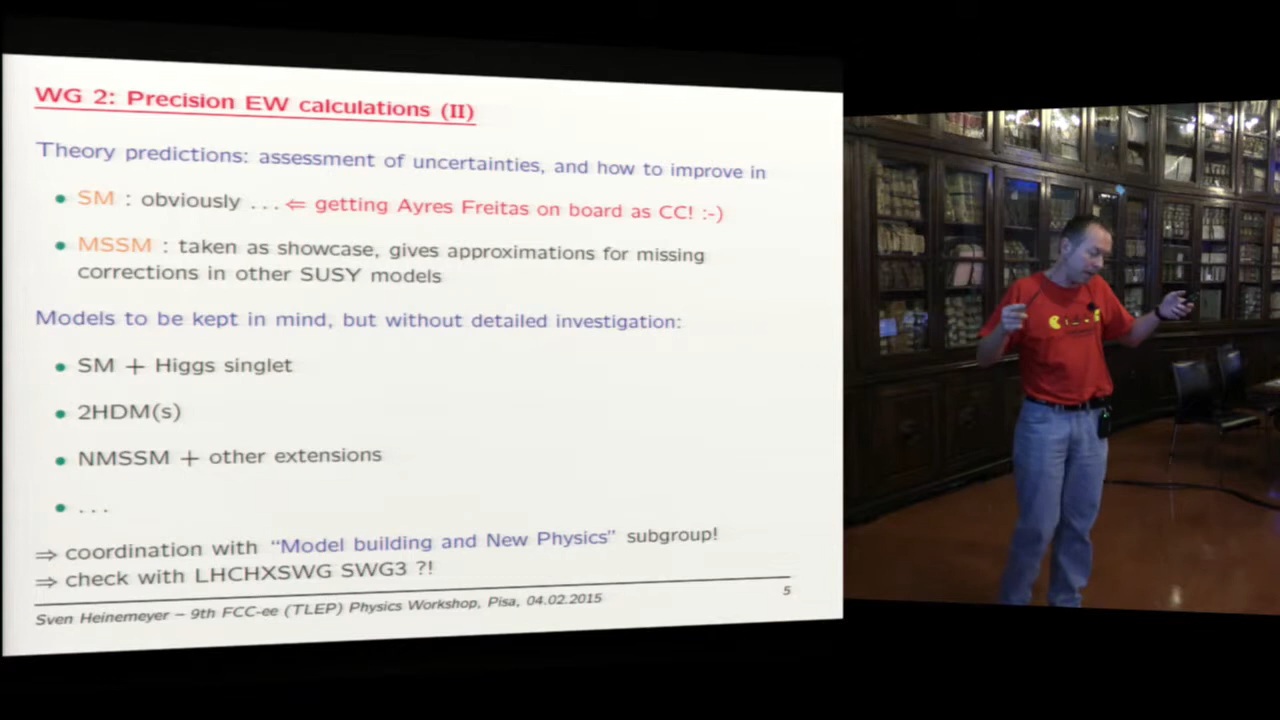 WG 2: Precision EW calculations (II)
Theory predictions: assessment of uncertainties, and how to improve in
• SM : obviously ... ⇐ getting Ayres Freitas on board as CC! :-)
• MSSM : taken as showcase, gives approximations for missing
corrections in other SUSY models
Models to be kept in mind, but without detailed investigation:
• SM + Higgs singlet
• 2HDM(s)
• NMSSM + other extensions
• ...
⇒ coordination with "Model building and New Physics" subgroup!
⇒ check with LHCHXSWG SWG3 ?!
Sven Heinemeyer – 9th FCC-ee (TLEP) Physics Workshop, Pisa, 04.02.2015
5